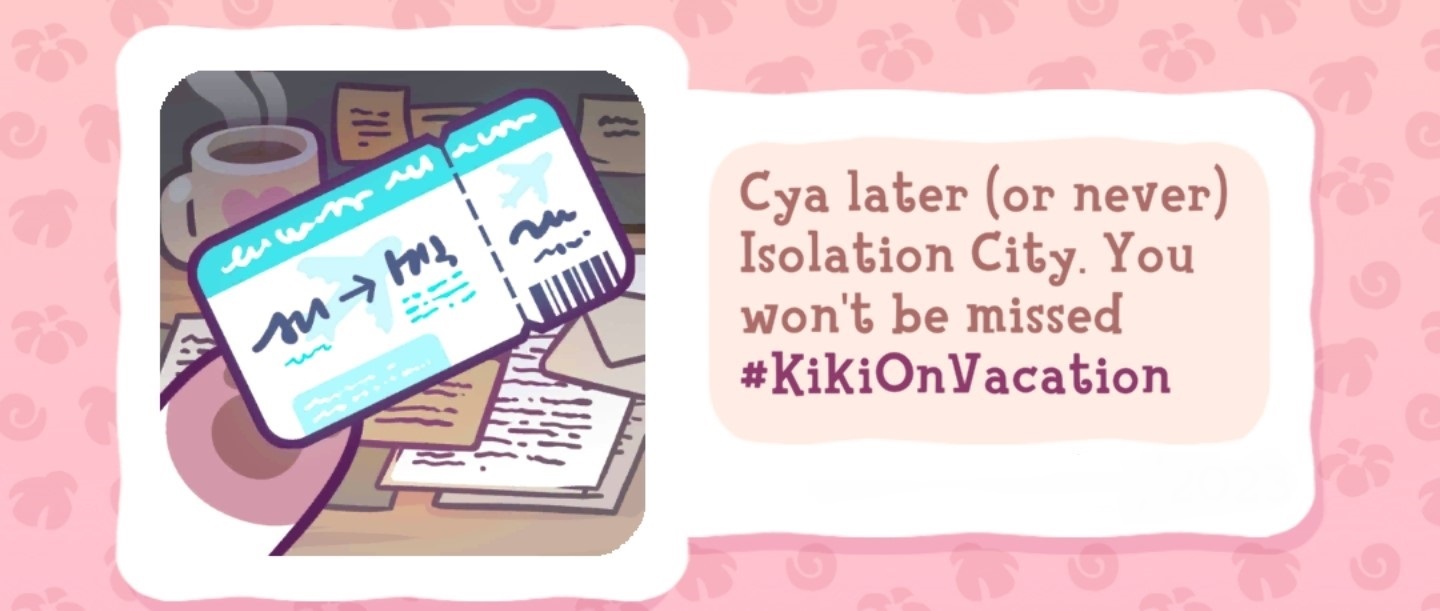 Cya later (or never)
Isolation City. You
won't be missed
#KikiOnVacation